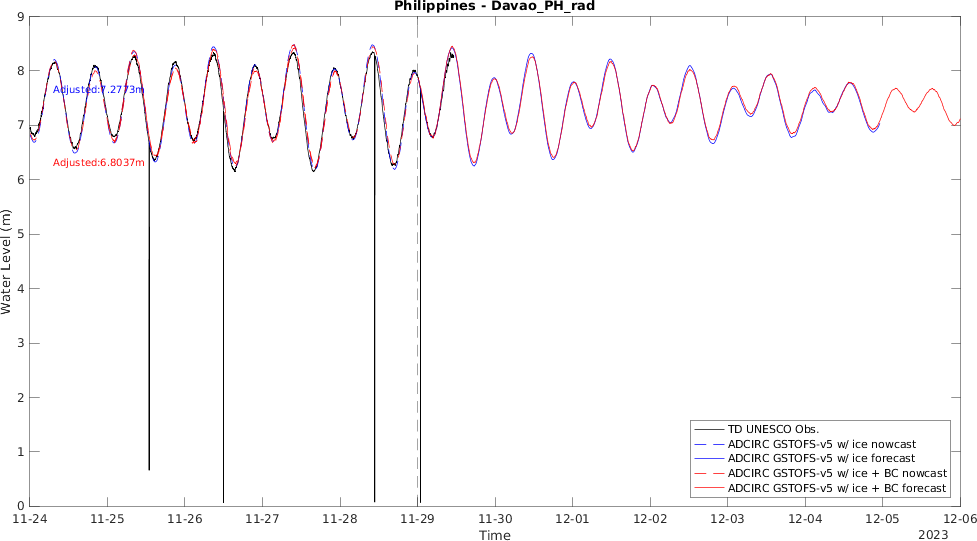 Philippines - Davao_PH_rad
9
8
7
6
5
4
3
2
1
0
Water Level (m)
Adjusted:7.2773m
Adjusted:6.8037m
TD UNESCO Obs.
ADCIRC GSTOFS-v5 w/ ice nowcast
ADCIRC GSTOFS-v5 w/ ice forecast
ADCIRC GSTOFS-v5 w/ ice + BC nowcast
ADCIRC GSTOFS-v5 w/ ice + BC forecast
11-24 11-25 11-26 11-27 11-28 11-29 11-30 12-01 12-02 12-03 12-04 12-05 12-06
Time
2023